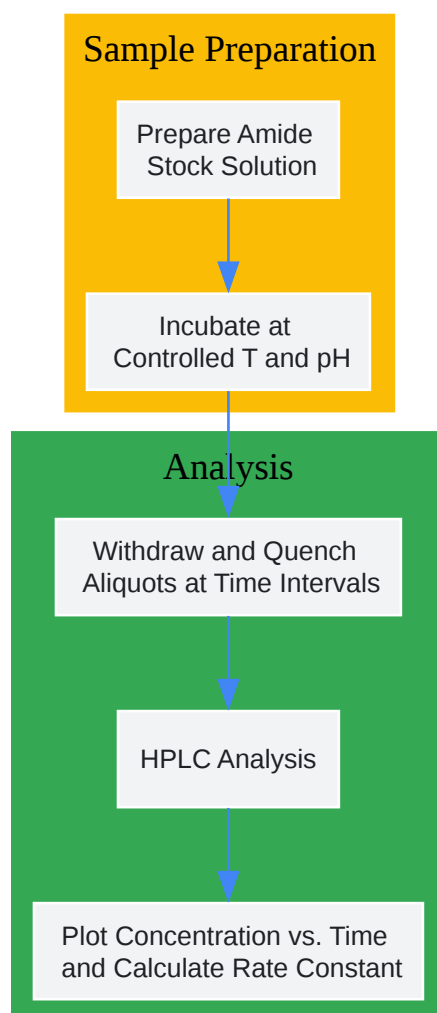 Sample Preparation
Prepare Amide
Stock Solution
Incubate at
Controlled T and pH
Analysis
Withdraw and Quench
Aliquots at Time Intervals
HPLC Analysis
Plot Concentration vs. Time
and Calculate Rate Constant